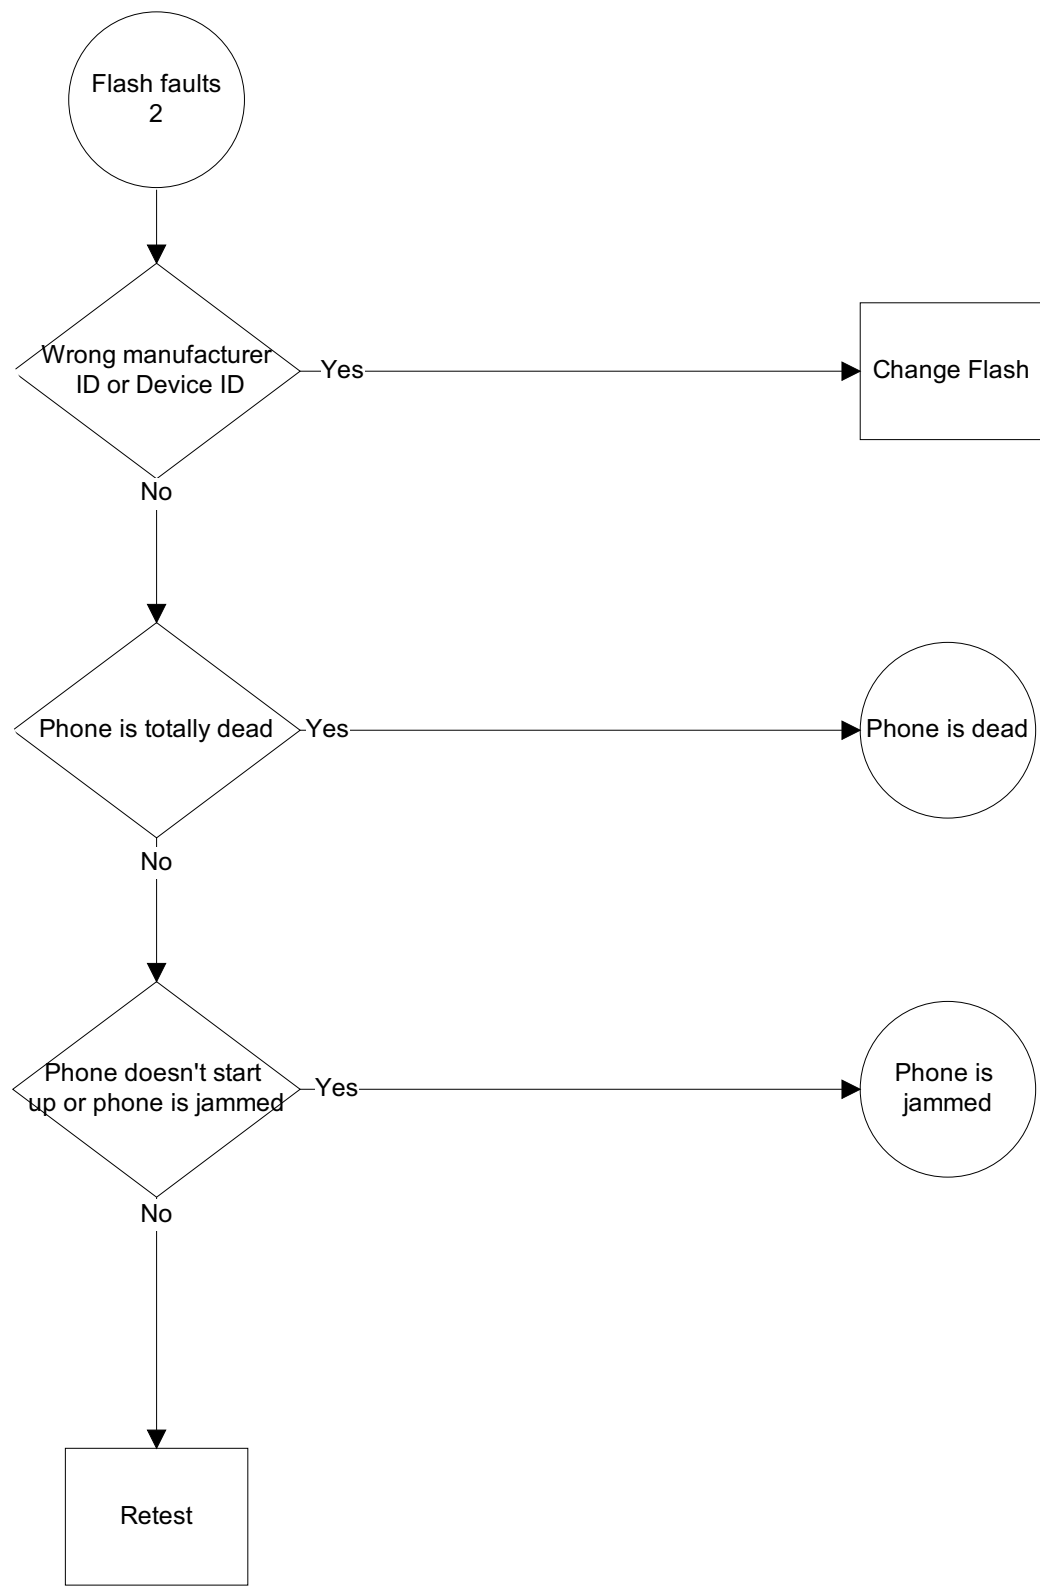 Flash faults
2
Wrong manufacturer
ID or Device ID
Yes
Change Flash
No
Phone is totally dead
Yes
Phone is dead
No
Phone doesn't start
up or phone is jammed
Yes
Phone is
jammed
No
Retest